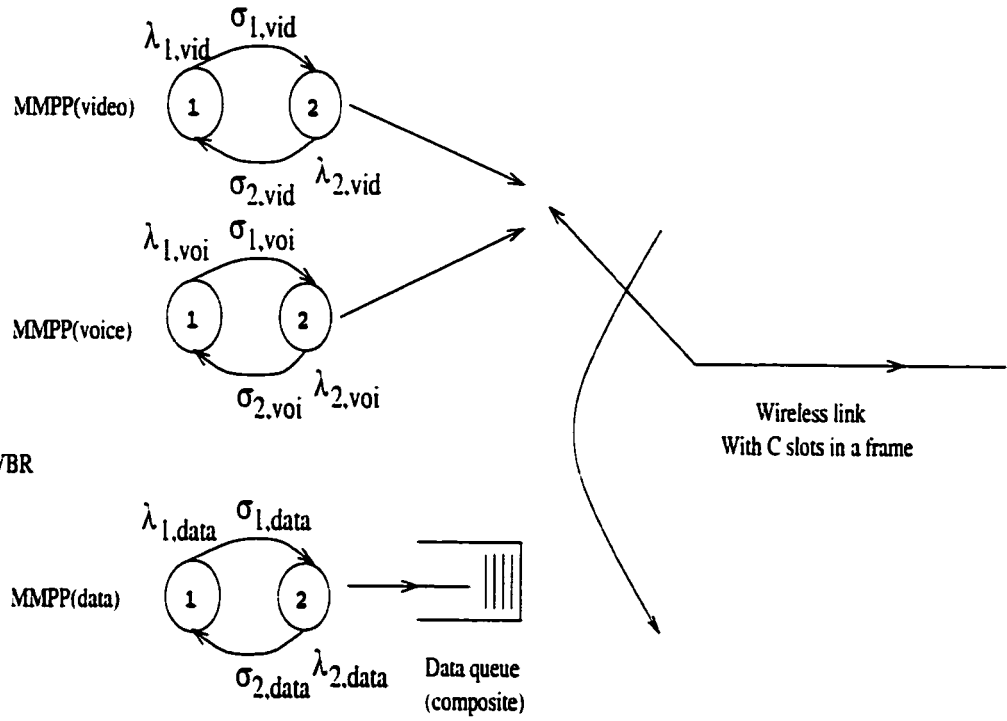 λ1,vid σ1,vid
MMPP(video) 1 2
σ2,vid λ2,vid
λ1,voi σ1,voi
MMPP(voice) 1 2
σ2,voi λ2,voi
Wireless link
With C slots in a frame
VBR
λ1,data σ1,data
MMPP(data) 1 2
σ2,data λ2,data
Data queue
(composite)